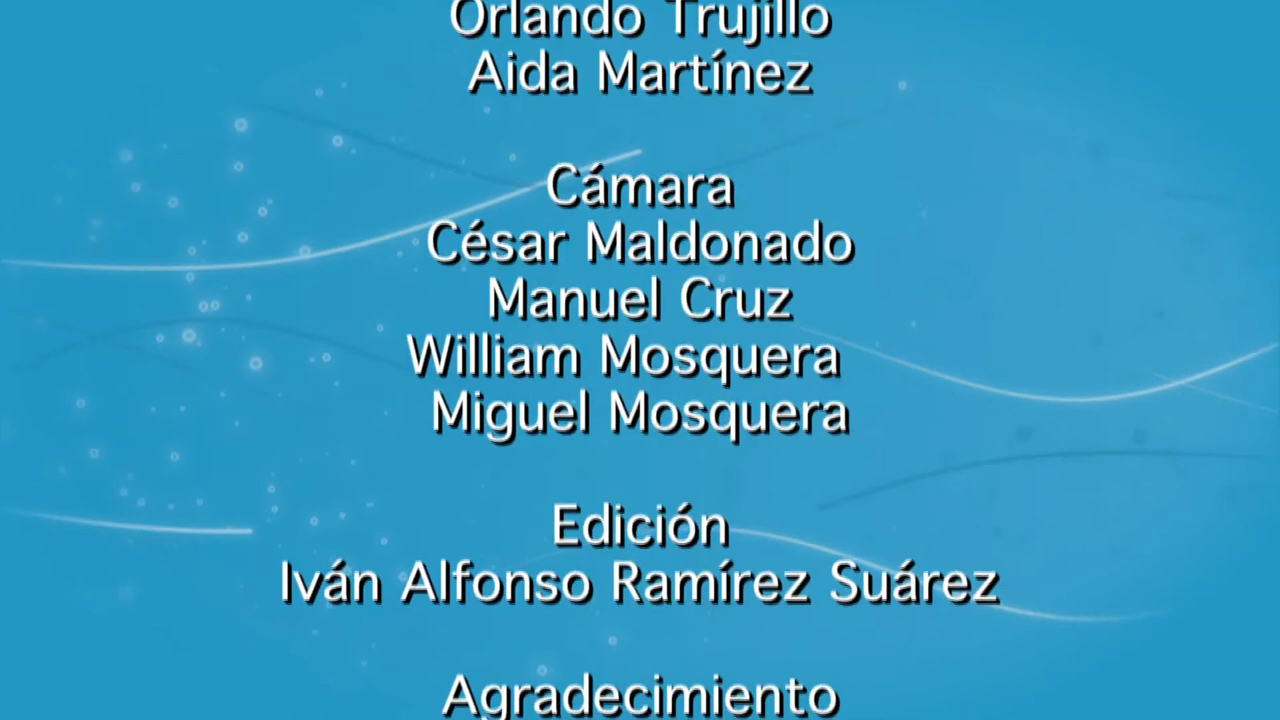 Orlando Trujillo
Aida Martínez
Cámara
César Maldonado
Manuel Cruz
William Mosquera
Miguel Mosquera
Edición
Iván Alfonso Ramírez Suárez
Agradecimiento